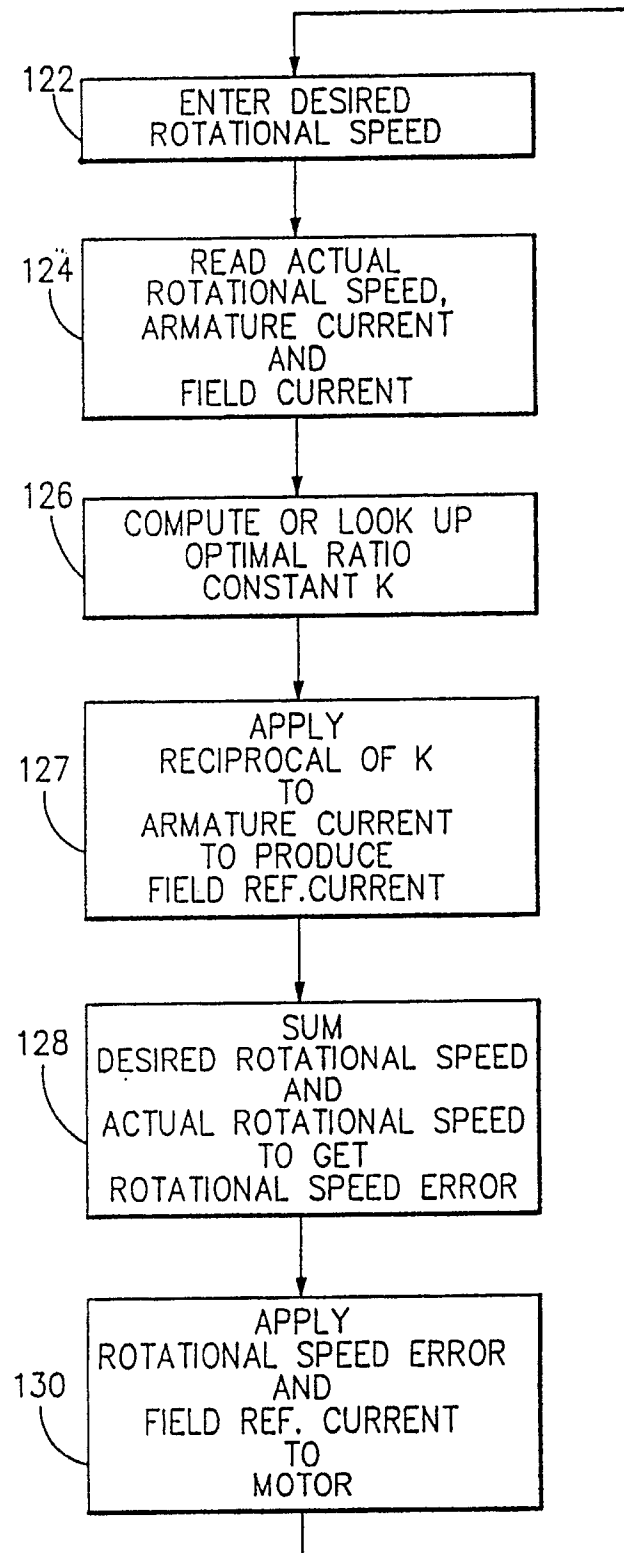 122
ENTER DESIRED
ROTATIONAL SPEED
124
READ ACTUAL
ROTATIONAL SPEED,
ARMATURE CURRENT
AND
FIELD CURRENT
126
COMPUTE OR LOOK UP
OPTIMAL RATIO
CONSTANT K
127
APPLY
RECIPROCAL OF K
TO
ARMATURE CURRENT
TO PRODUCE
FIELD REF.CURRENT
128
SUM
DESIRED ROTATIONAL SPEED
AND
ACTUAL ROTATIONAL SPEED
TO GET
ROTATIONAL SPEED ERROR
130
APPLY
ROTATIONAL SPEED ERROR
AND
FIELD REF. CURRENT
TO
MOTOR